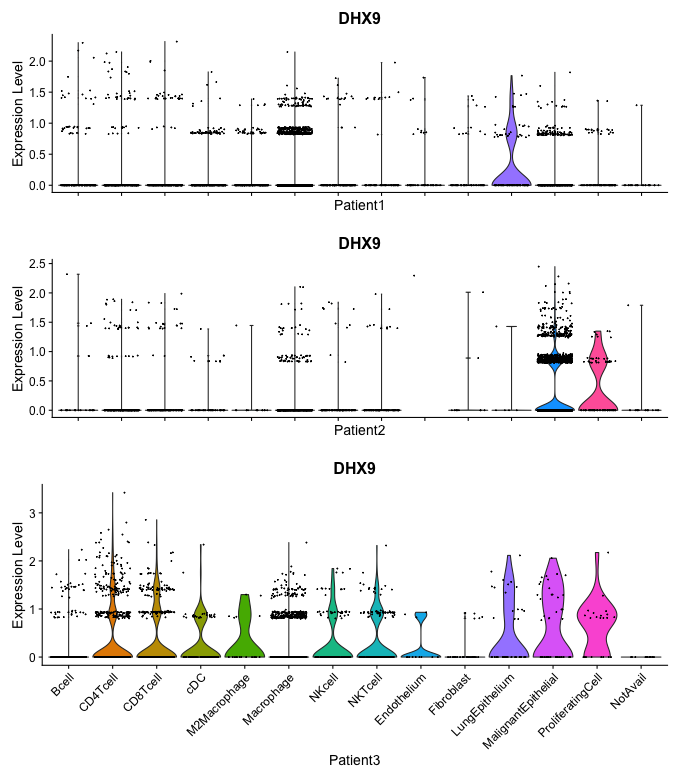 DHX9
Expression Level
2.0
1.5
1.0
0.5
0.0
Patient1
DHX9
Expression Level
2.5
2.0
1.5
1.0
0.5
0.0
Patient2
DHX9
Expression Level
3
2
1
0
Bcell
CD4Tcell
CD8Tcell
cDC
M2Macrophage
Macrophage
NKcell
NKTcell
Endothelium
Fibroblast
LungEpithelium
MalignantEpithelial
ProliferatingCell
NotAvail
Patient3